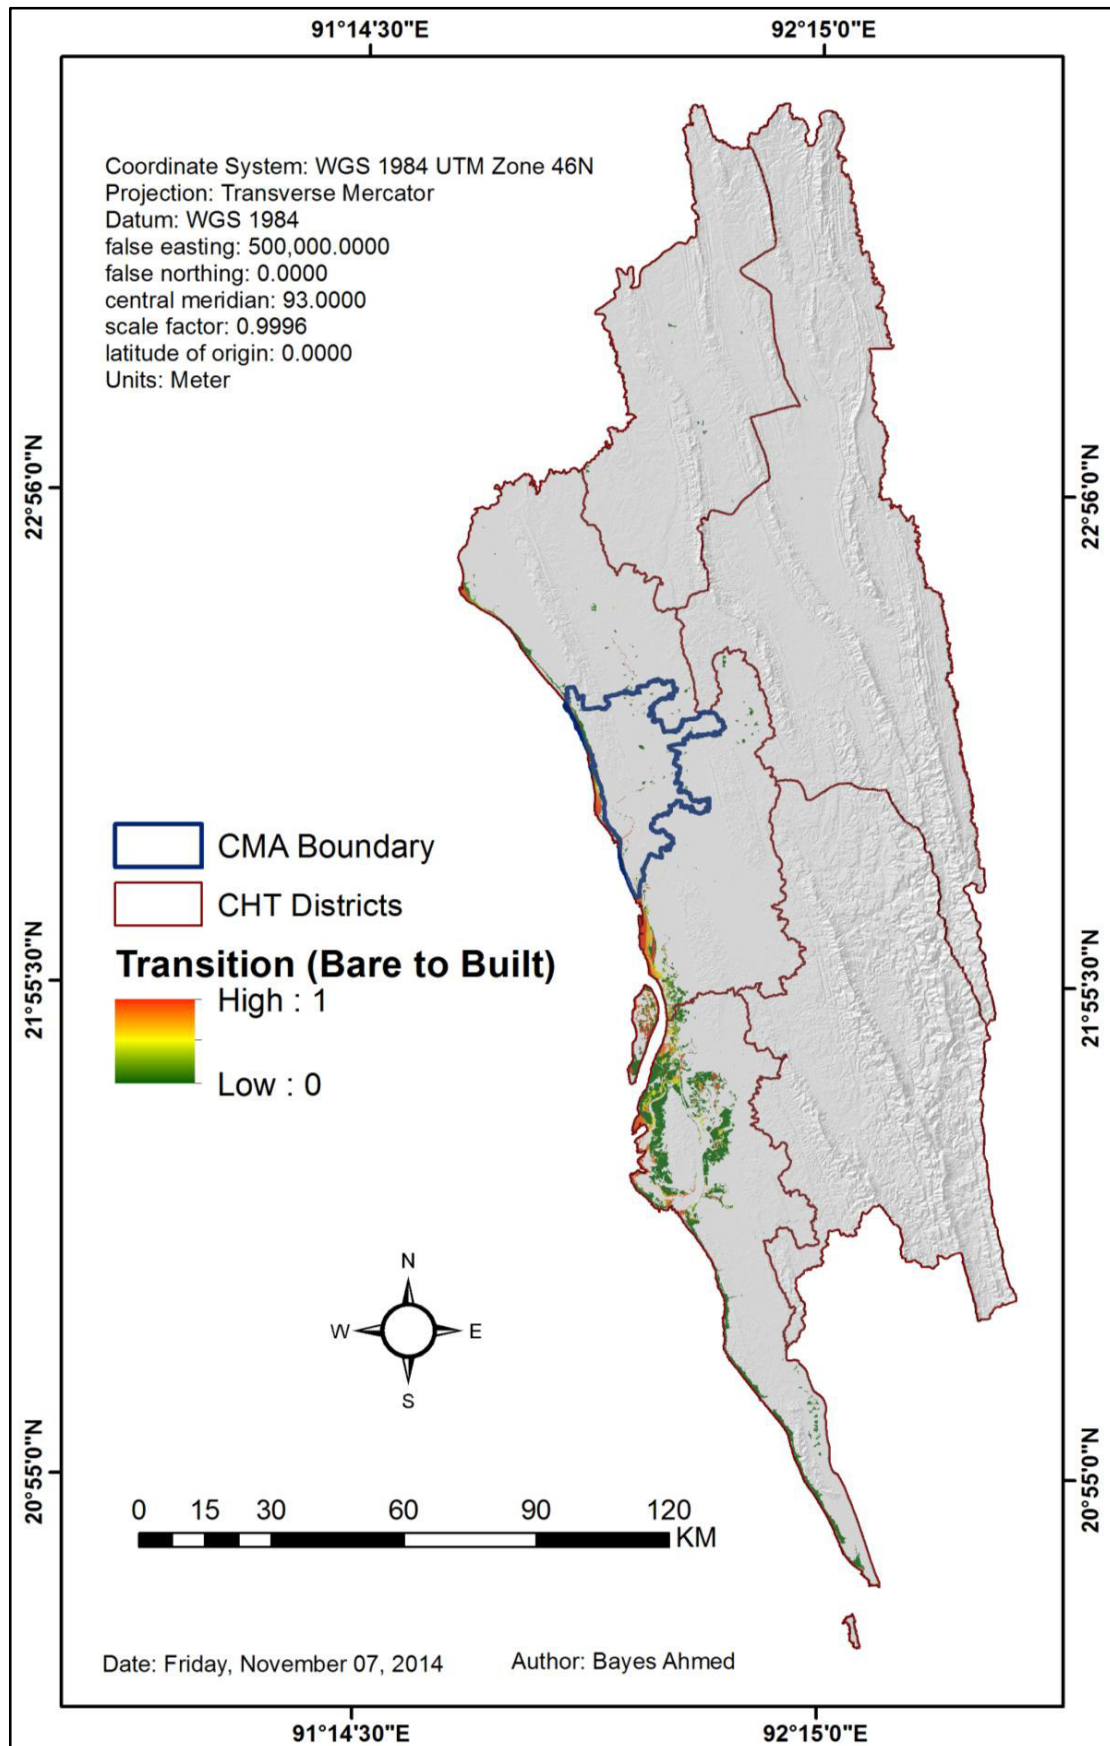 91°14'30"E
92°15'0"E
Coordinate System: WGS 1984 UTM Zone 46N
Projection: Transverse Mercator
Datum: WGS 1984
false easting: 500,000.0000
false northing: 0.0000
central meridian: 93.0000
scale factor: 0.9996
latitude of origin: 0.0000
Units: Meter
22°56'0"N
22°56'0"N
CMA Boundary
CHT Districts
Transition (Bare to Built)
High : 1
Low : 0
21°55'30"N
21°55'30"N
N
W
E
S
20°55'0"N
20°55'0"N
0 15 30 60 90 120
KM
Date: Friday, November 07, 2014
Author: Bayes Ahmed
91°14'30"E
92°15'0"E